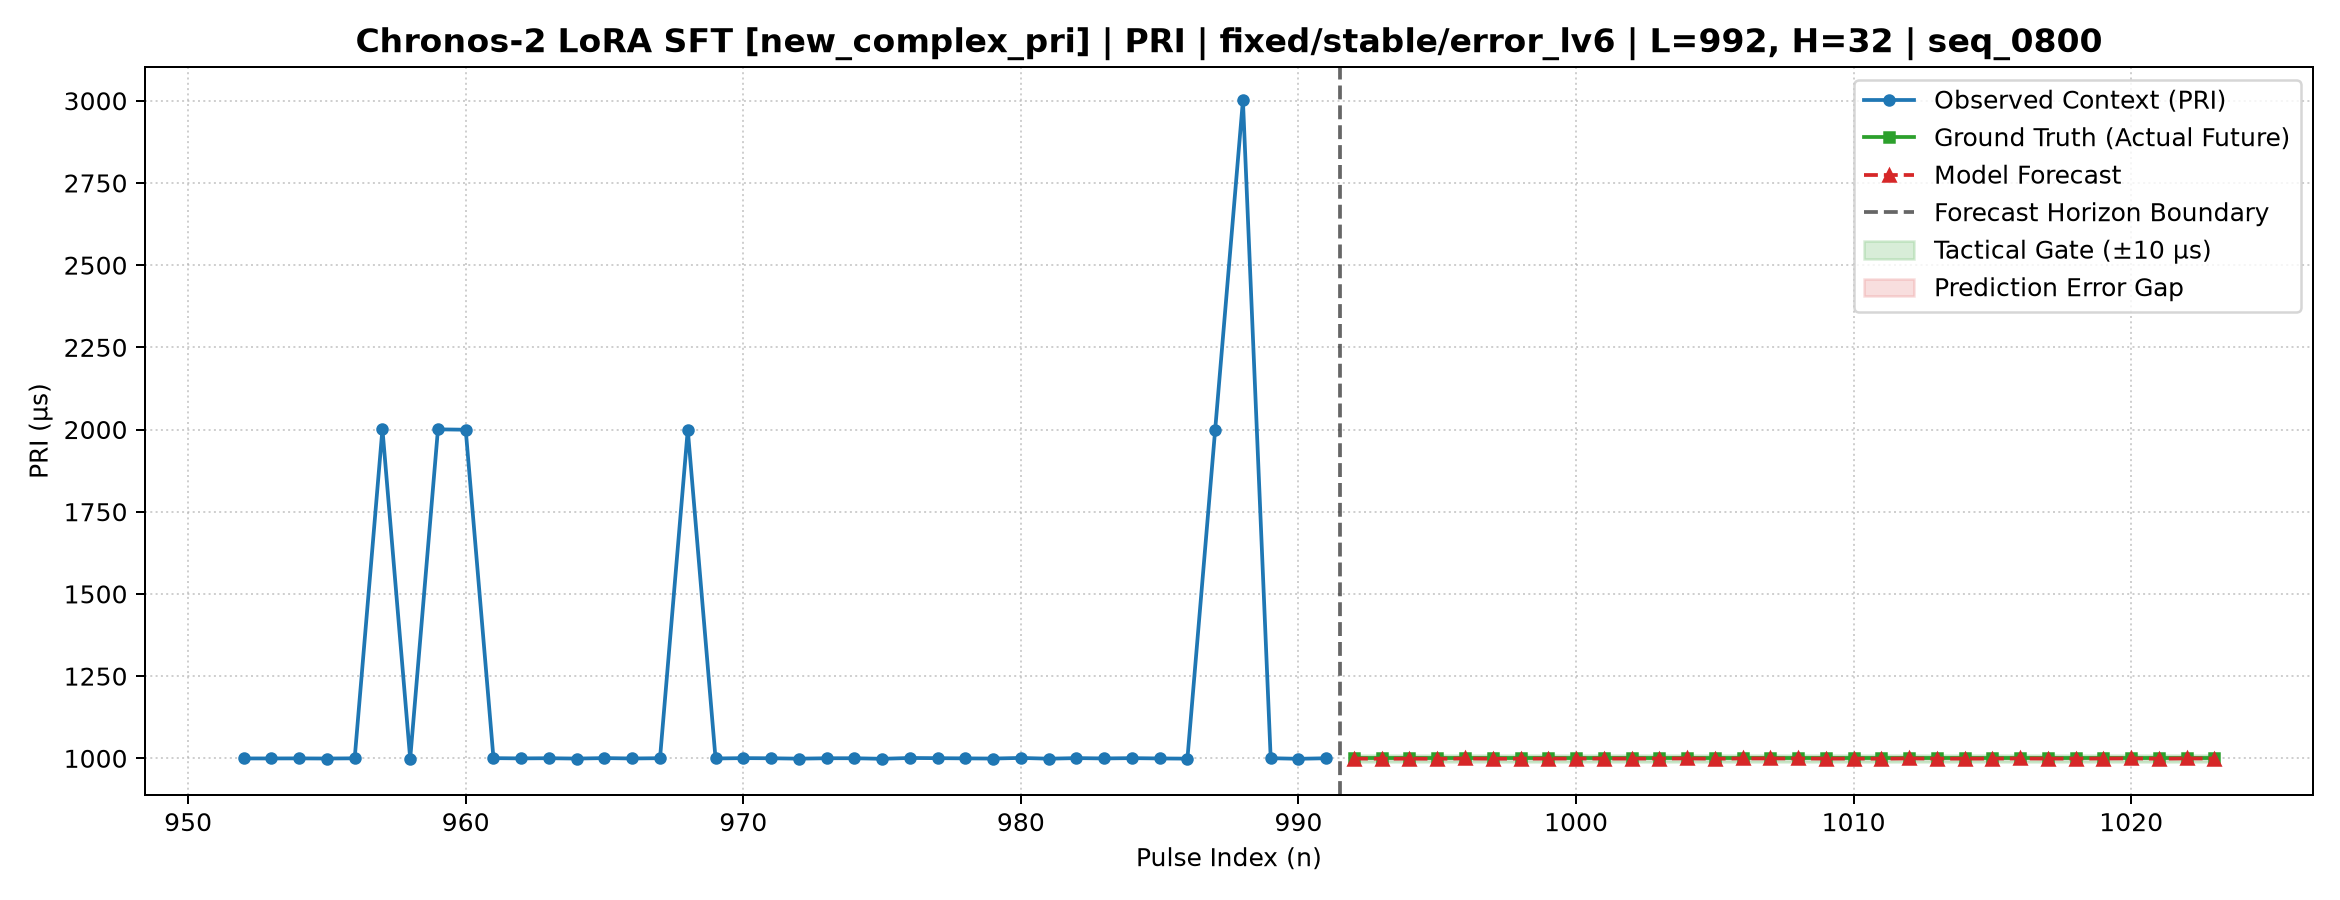 Chronos-2 LoRA SFT [new_complex_pri] | PRI | fixed/stable/error_lv6 | L=992, H=32 | seq_0800
3000
2750
2500
2250
2000
1750
1500
1250
1000
PRI (µs)
Observed Context (PRI)
Ground Truth (Actual Future)
Model Forecast
Forecast Horizon Boundary
Tactical Gate (±10 µs)
Prediction Error Gap
950
960
970
980
990
1000
1010
1020
Pulse Index (n)